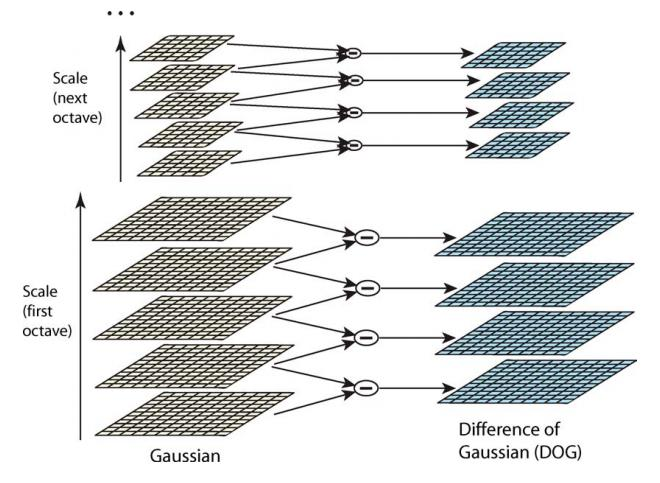 ...
Scale
(next
octave)
Scale
(first
octave)
Gaussian
Difference of
Gaussian (DOG)